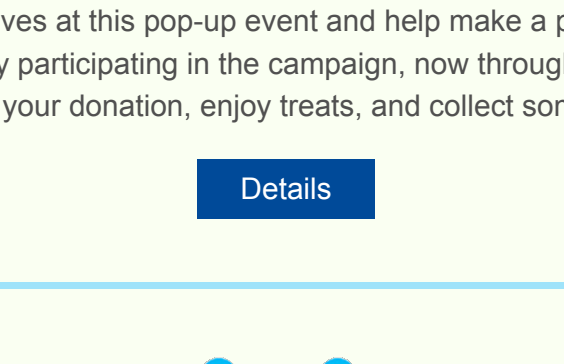 at this pop-up event and help make a
participating in the campaign, now
your donation, enjoy treats, and collect
Details